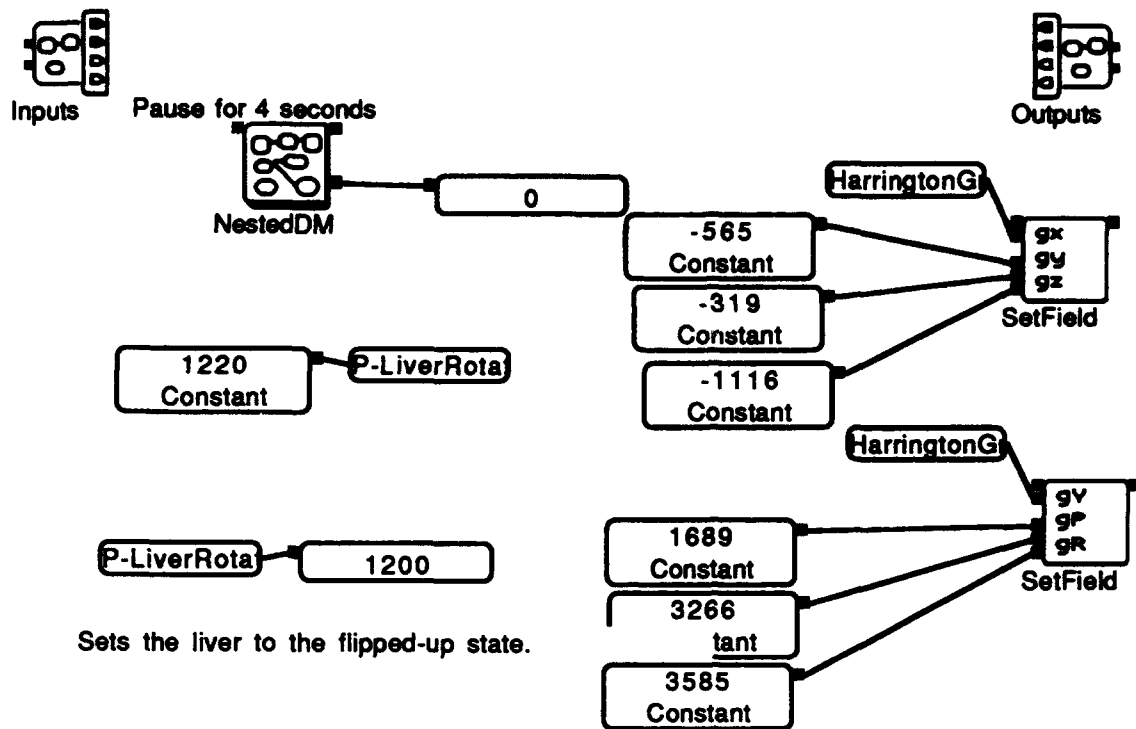 Inputs
Outputs
Pause for 4 seconds
NestedDM
0
HarringtonG
-565
Constant
gx
gy
gz
SetField
-319
Constant
1220
Constant
P-LiverRota
-1116
Constant
HarringtonG
gY
gP
gR
SetField
1689
Constant
P-LiverRota
1200
3266
tant
Sets the liver to the flipped-up state.
3585
Constant